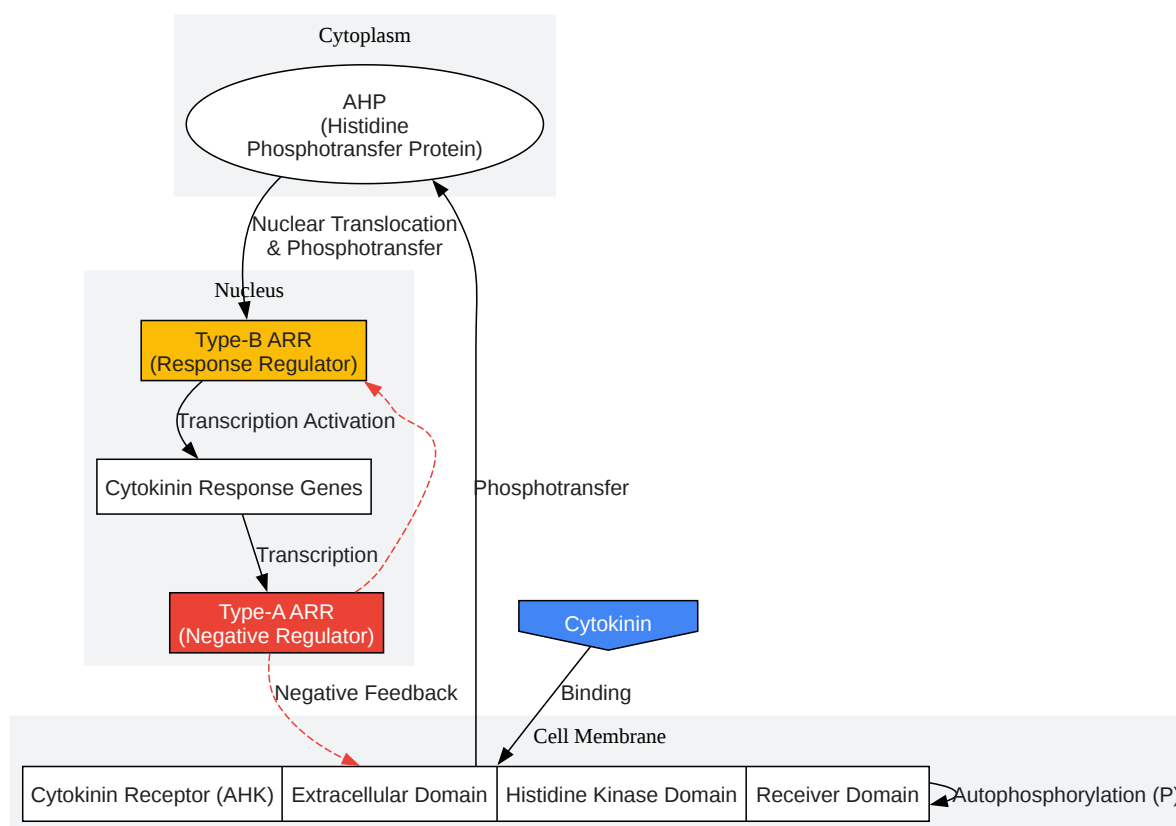 Cytoplasm
AHP
(Histidine
Phosphotransfer Protein)
Nuclear Translocation
& Phosphotransfer
Nucleus
Type-B ARR
(Response Regulator)
Transcription Activation
Cytokinin Response Genes
Phosphotransfer
Transcription
Type-A ARR
(Negative Regulator)
Cytokinin
Negative Feedback
Binding
Cell Membrane
Cytokinin Receptor (AHK)
Extracellular Domain
Histidine Kinase Domain
Receiver Domain
Autophosphorylation (P)